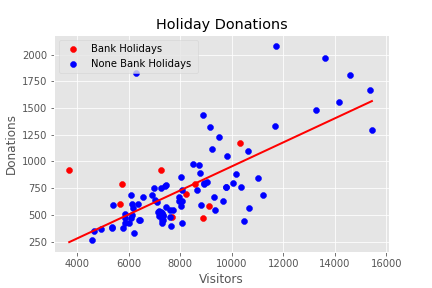 Holiday Donations
Bank Holidays
None Bank Holidays
2000
1750
1500
1250
1000
750
500
250
Donations
4000 6000 8000 10000 12000 14000 16000
Visitors